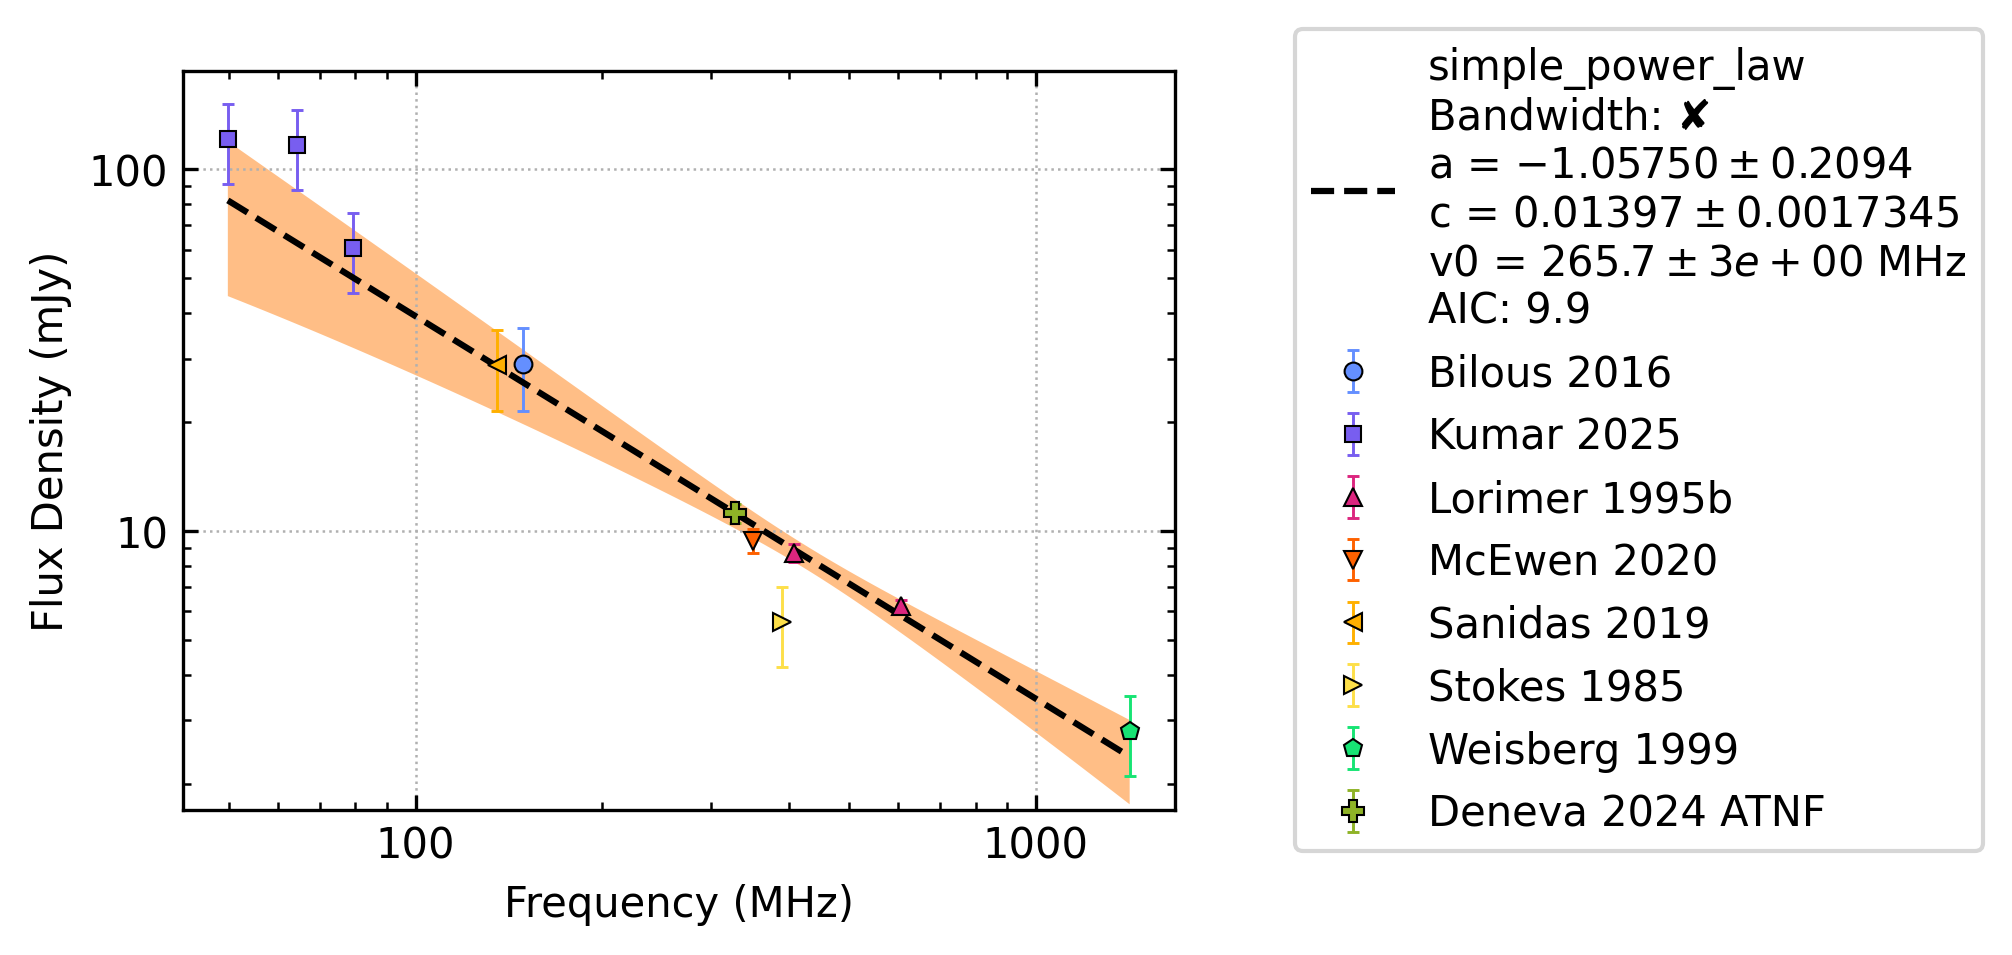 100
10
Flux Density (mJy)
100
1000
Frequency (MHz)
simple_power_law
Bandwidth: ✘
a = −1.05750 ± 0.2094
c = 0.01397 ± 0.0017345
v0 = 265.7 ± 3e + 00 MHz
AIC: 9.9
Bilous 2016
Kumar 2025
Lorimer 1995b
McEwen 2020
Sanidas 2019
Stokes 1985
Weisberg 1999
Deneva 2024 ATNF